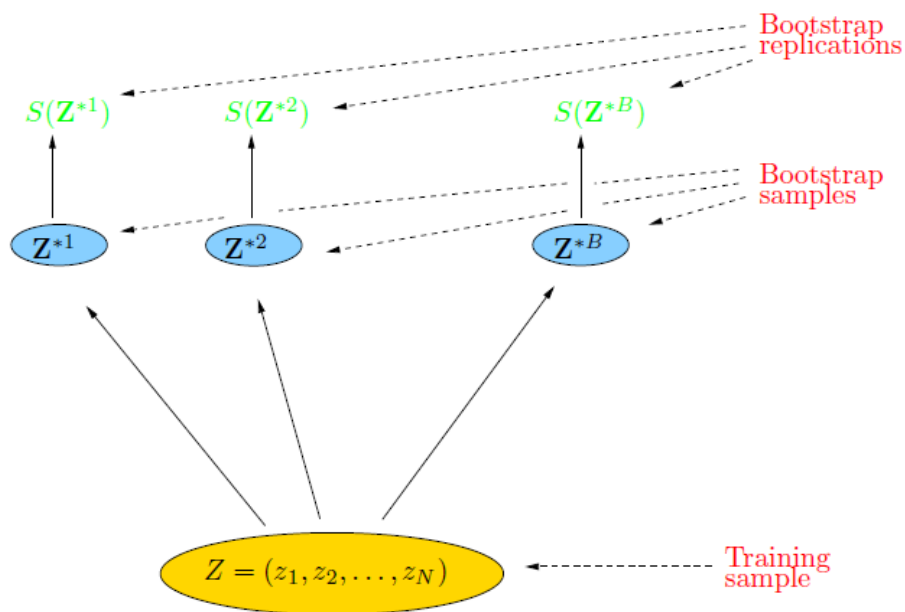 Bootstrap
replications
S(Z*1) S(Z*2) S(Z*B)
Bootstrap
samples
Z*1 Z*2 Z*B
Z = (z1, z2, . . . , zN)
Training
sample